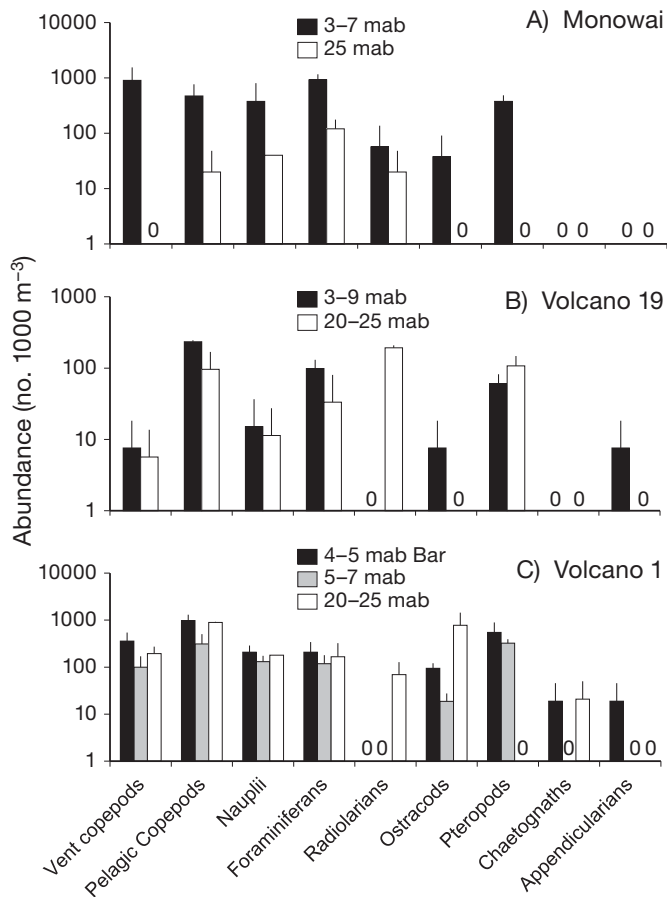 A) Monowai
3–7 mab
25 mab
10000
1000
100
10
1
0 0 0 0 0 0 0
B) Volcano 19
3–9 mab
20–25 mab
1000
100
10
1
0 0 0 0 0
C) Volcano 1
4–5 mab Bar
5–7 mab
20–25 mab
10000
1000
100
10
1
0 0 0 0 0 0
Abundance (no. 1000 m⁻³)
Vent copepods
Pelagic Copepods
Nauplii
Foraminiferans
Radiolarians
Ostracods
Pteropods
Chaetognaths
Appendicularians